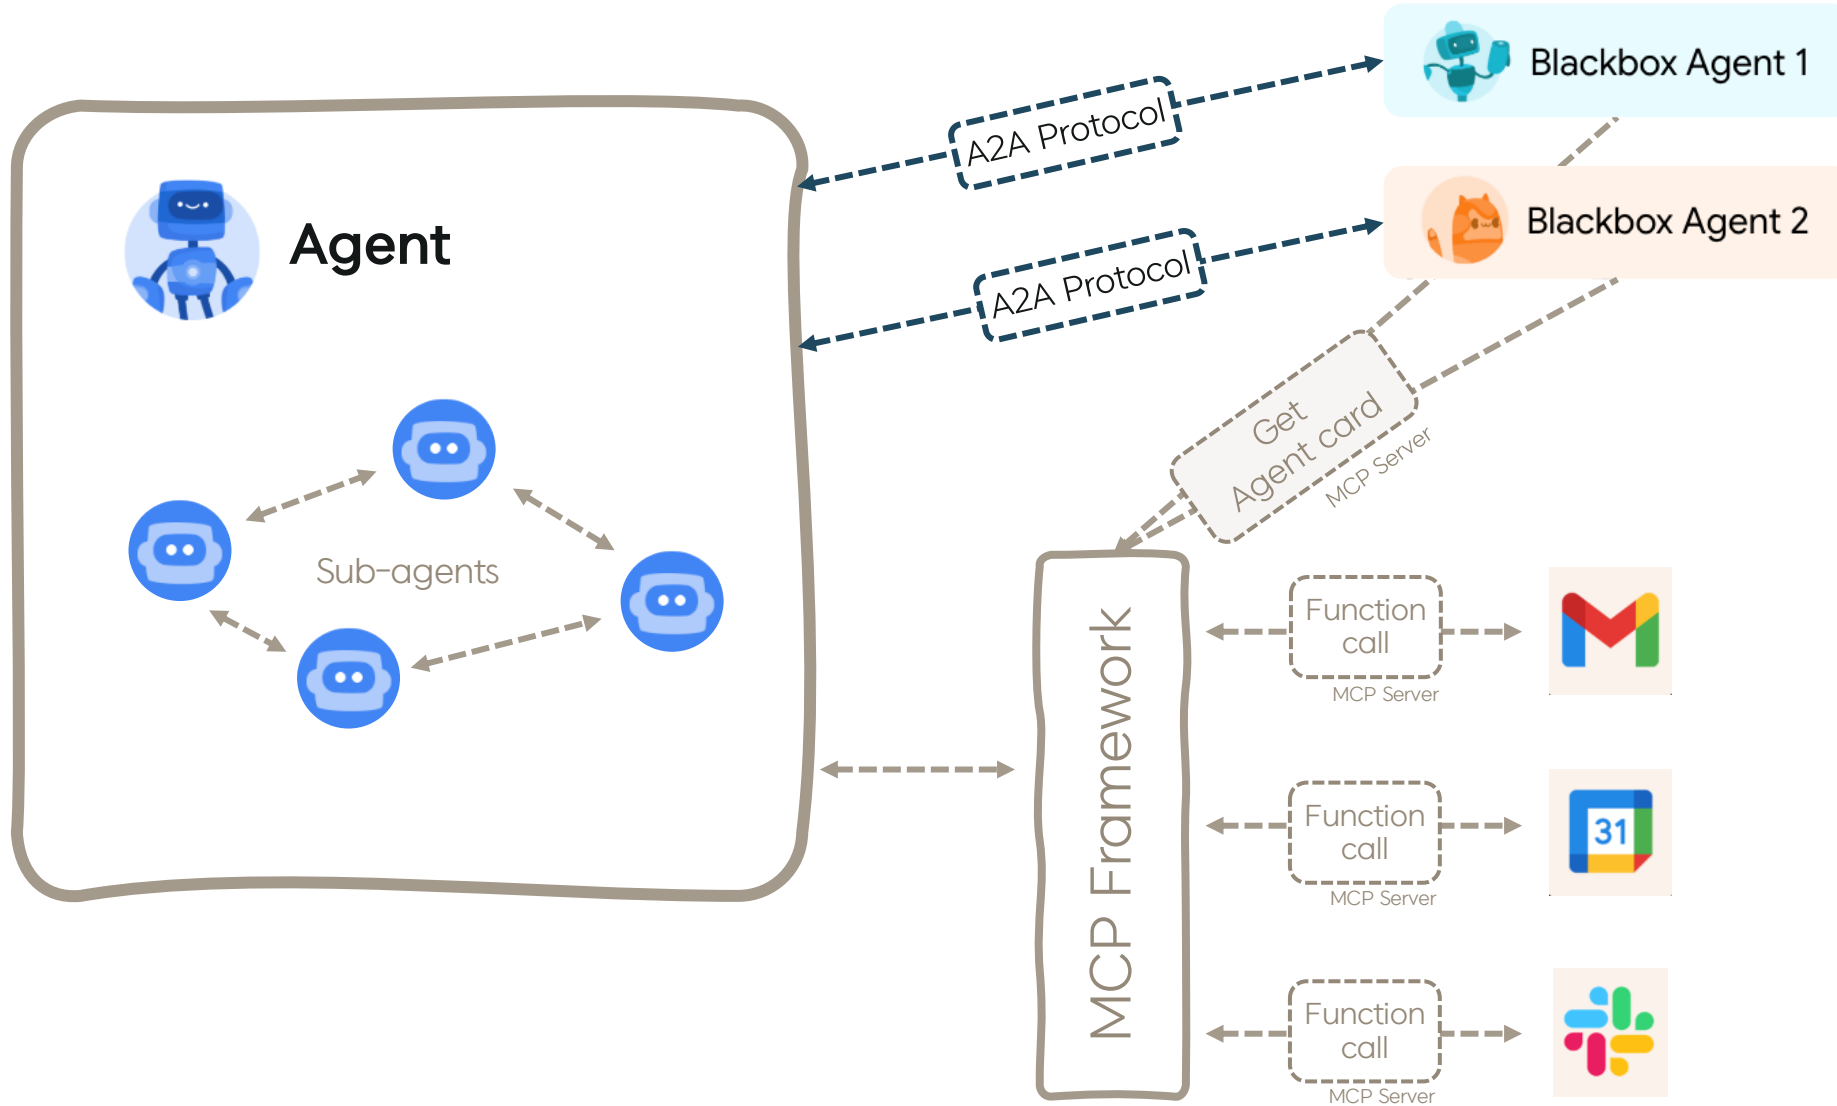 Blackbox Agent 1
A2A Protocol
Blackbox Agent 2
Agent
A2A Protocol
Get
Agent card
MCP Server
Sub-agents
MCP Framework
Function
call
MCP Server
31
Function
call
MCP Server
Function
call
MCP Server